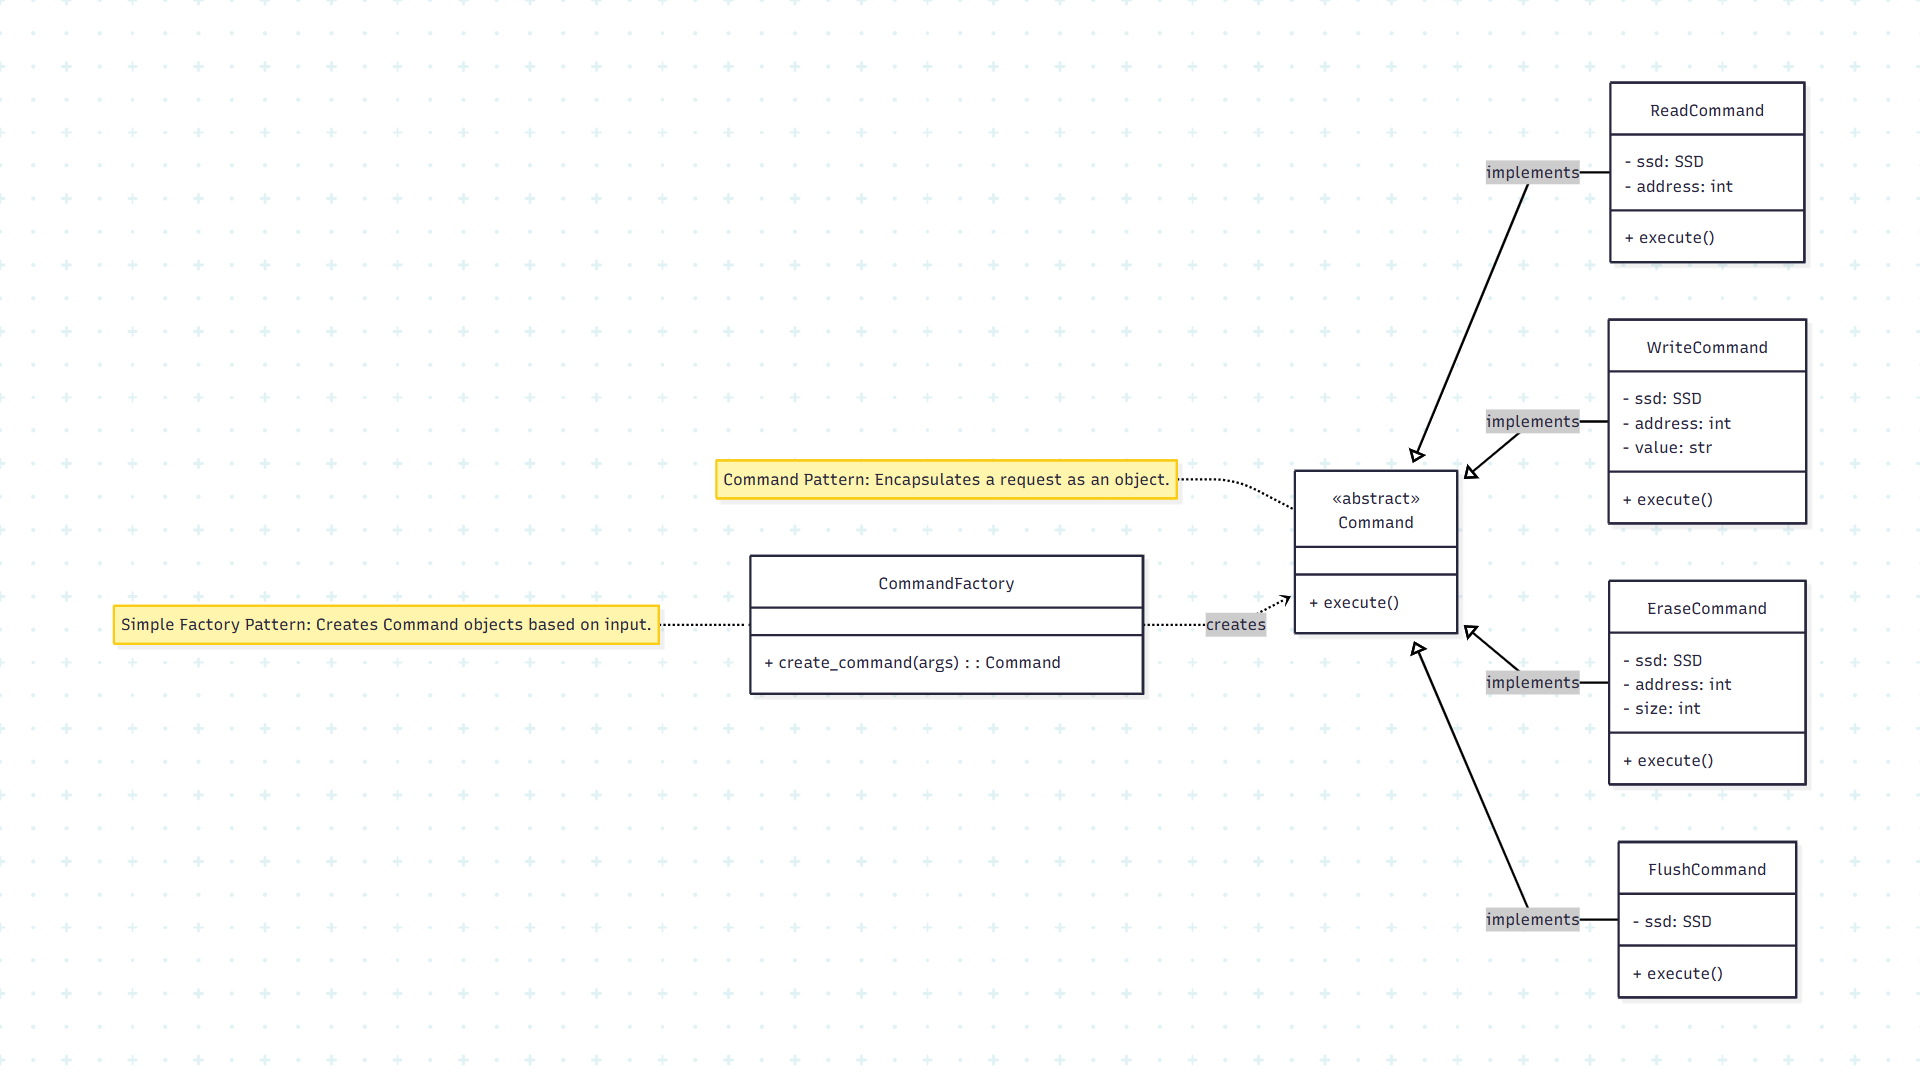 Simple Factory Pattern: Creates Command objects based on input.
Command Pattern: Encapsulates a request as an object.
CommandFactory
+ create_command(args) : : Command
creates
«abstract»
Command
+ execute()
implements
ReadCommand
- ssd: SSD
- address: int
+ execute()
implements
WriteCommand
- ssd: SSD
- address: int
- value: str
+ execute()
implements
EraseCommand
- ssd: SSD
- address: int
- size: int
+ execute()
implements
FlushCommand
- ssd: SSD
+ execute()